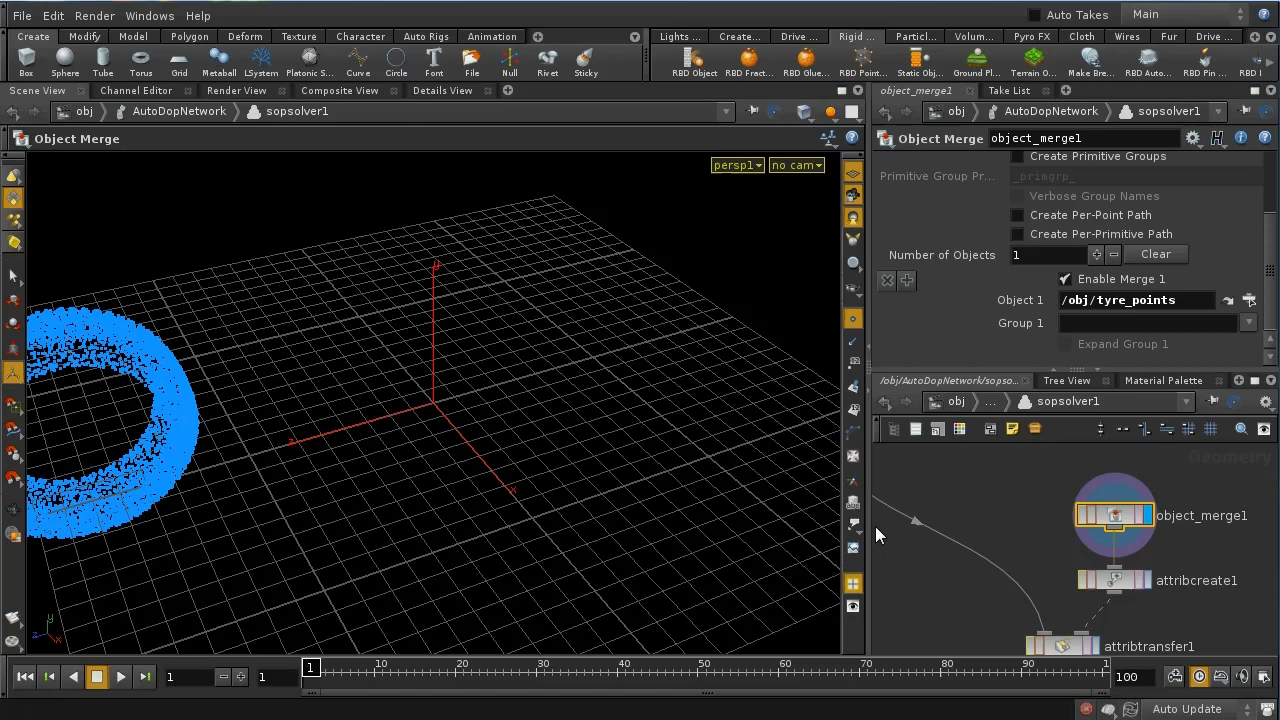 File Edit Render Windows Help Auto Takes Main
Create Modify Model Polygon Deform Texture Character Auto Rigs Animation Lights ... Create... Drive ... Rigid ... Particl... Volum... Pyro FX Cloth Wires Fur Drive ...
Box Sphere Tube Torus Grid Metaball LSystem Platonic S... Curve Circle Font File Null Rivet Sticky RBD Object RBD Fract... RBD Glue... RBD Point... Static Obj... Ground Pl... Terrain O... Make Bre... RBD Auto... RBD Pin ... RBD I
Scene View Channel Editor Render View Composite View Details View object_merge1 Take List
obj AutoDopNetwork sopsolver1 obj AutoDopNetwork sopsolver1
Object Merge Object Merge object_merge1
persp1 no cam
Create Primitive Groups
Primitive Group Pr... _primgrp_
Verbose Group Names
Create Per-Point Path
Create Per-Primitive Path
Number of Objects 1 Clear
Enable Merge 1
Object 1 /obj/tyre_points
Group 1
Expand Group 1
/obj/AutoDopNetwork/sopso... Tree View Material Palette
obj ... sopsolver1
Geometry
y
z
x
object_merge1
attribcreate1
attribtransfer1
y
z x
1 1 1 10 20 30 40 50 60 70 80 90 1 100
Auto Update